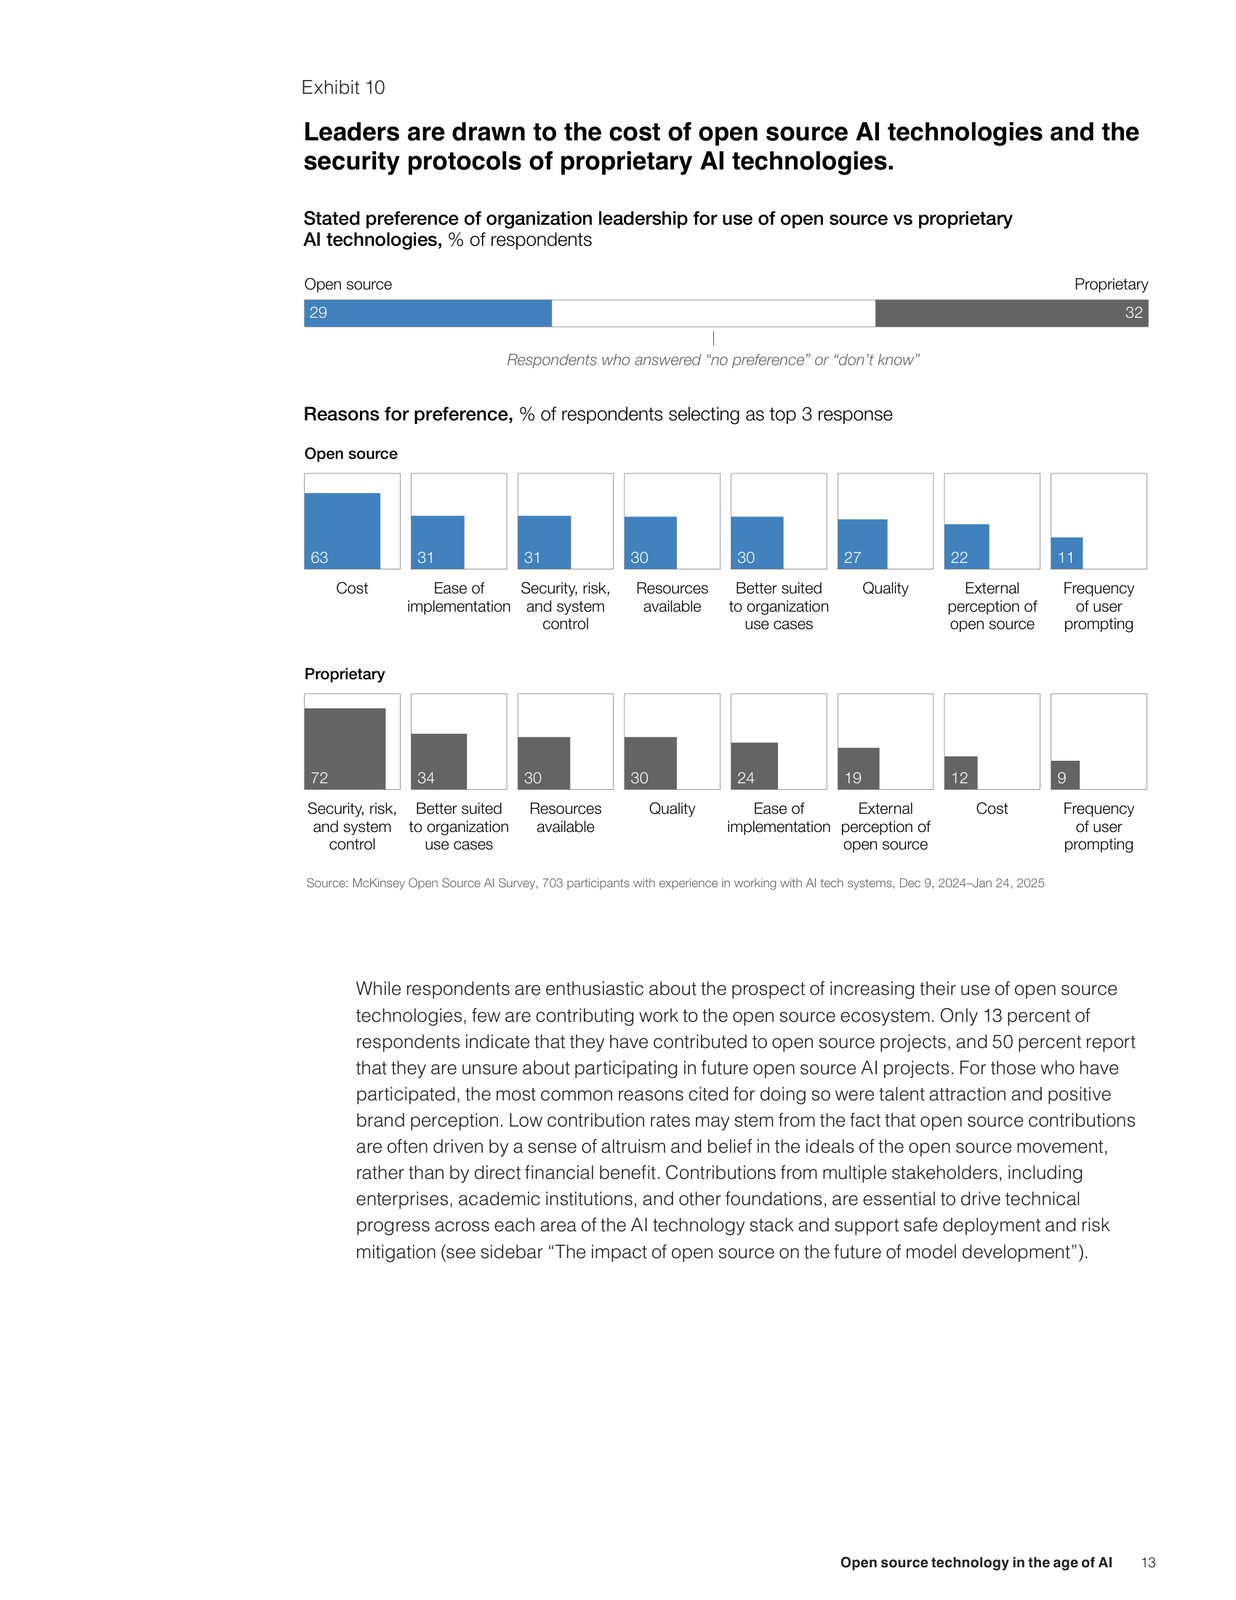 Exhibit 10
Leaders are drawn to the cost of open source AI technologies and the
security protocols of proprietary AI technologies.
Stated preference of organization leadership for use of open source vs proprietary
AI technologies, % of respondents
Open source
Proprietary
29
32
Respondents who answered “no preference” or “don’t know”
Reasons for preference, % of respondents selecting as top 3 response
Open source
63
31
31
30
30
27
22
11
Cost
Ease of
implementation
Security, risk,
and system
control
Resources
available
Better suited
to organization
use cases
Quality
External
perception of
open source
Frequency
of user
prompting
Proprietary
72
34
30
30
24
19
12
9
Security, risk,
and system
control
Better suited
to organization
use cases
Resources
available
Quality
Ease of
implementation
External
perception of
open source
Cost
Frequency
of user
prompting
Source: McKinsey Open Source AI Survey, 703 participants with experience in working with AI tech systems, Dec 9, 2024–Jan 24, 2025
While respondents are enthusiastic about the prospect of increasing their use of open source
technologies, few are contributing work to the open source ecosystem. Only 13 percent of
respondents indicate that they have contributed to open source projects, and 50 percent report
that they are unsure about participating in future open source AI projects. For those who have
participated, the most common reasons cited for doing so were talent attraction and positive
brand perception. Low contribution rates may stem from the fact that open source contributions
are often driven by a sense of altruism and belief in the ideals of the open source movement,
rather than by direct financial benefit. Contributions from multiple stakeholders, including
enterprises, academic institutions, and other foundations, are essential to drive technical
progress across each area of the AI technology stack and support safe deployment and risk
mitigation (see sidebar “The impact of open source on the future of model development”).
Open source technology in the age of AI 13